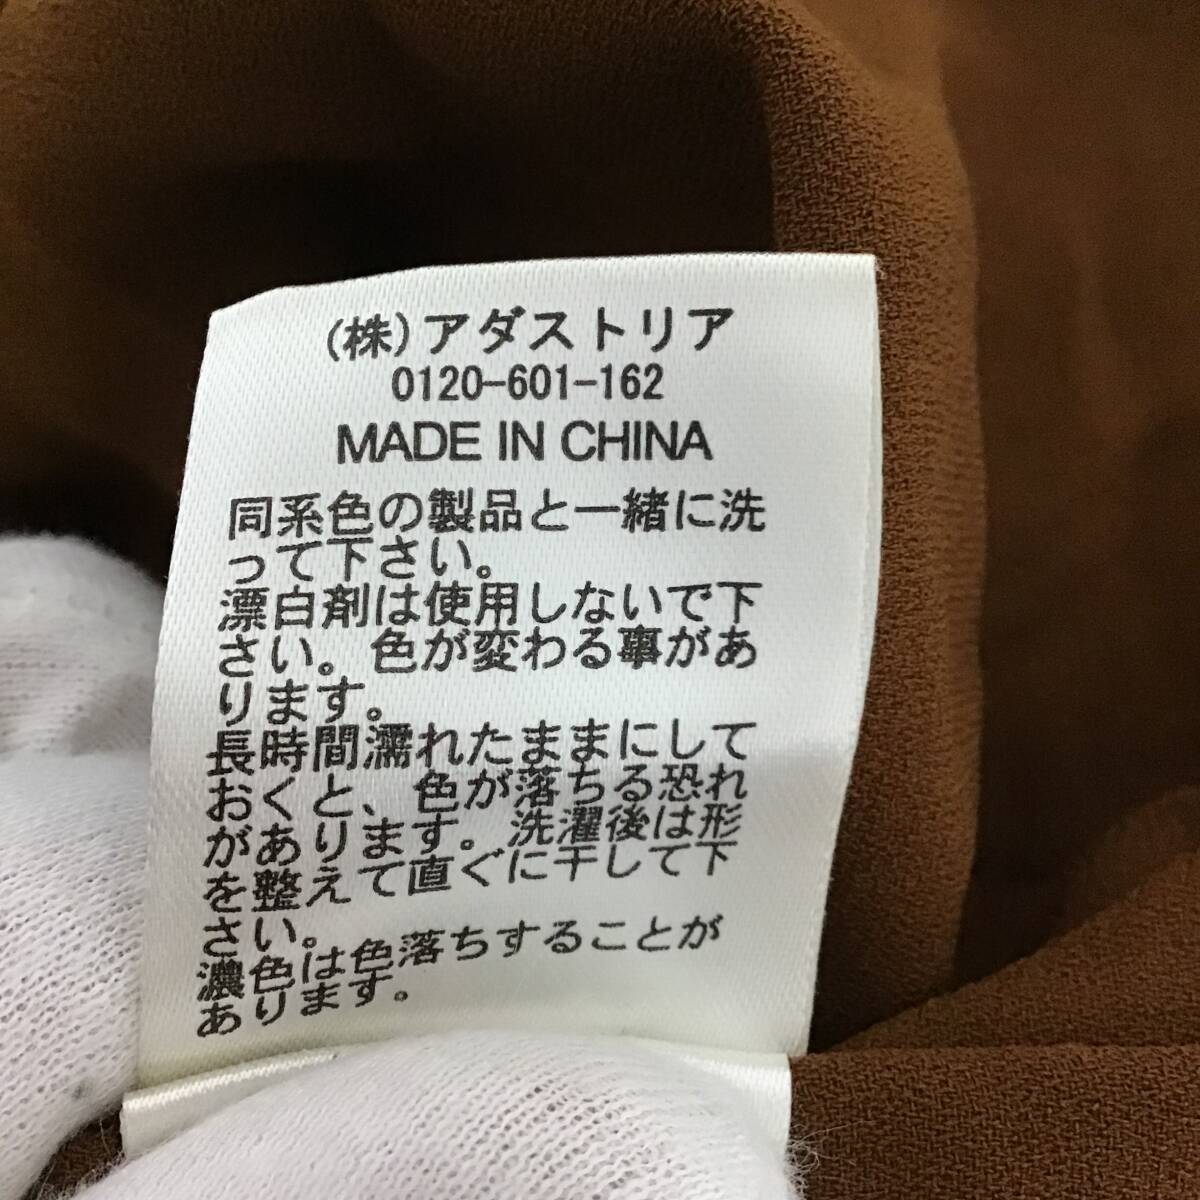 (株)アダストリア
0120-601-162
MADE IN CHINA
同系色の製品と一緒に洗
って下さい。
漂白剤は使用しないで下
さい。色が変わる事があ
ります。
長時間濡れたままにして
おくと、色が落ちる恐れ
があります。洗濯後は形
を整えて直ぐに干して下
さい。
濃色は色落ちすることが
あります。